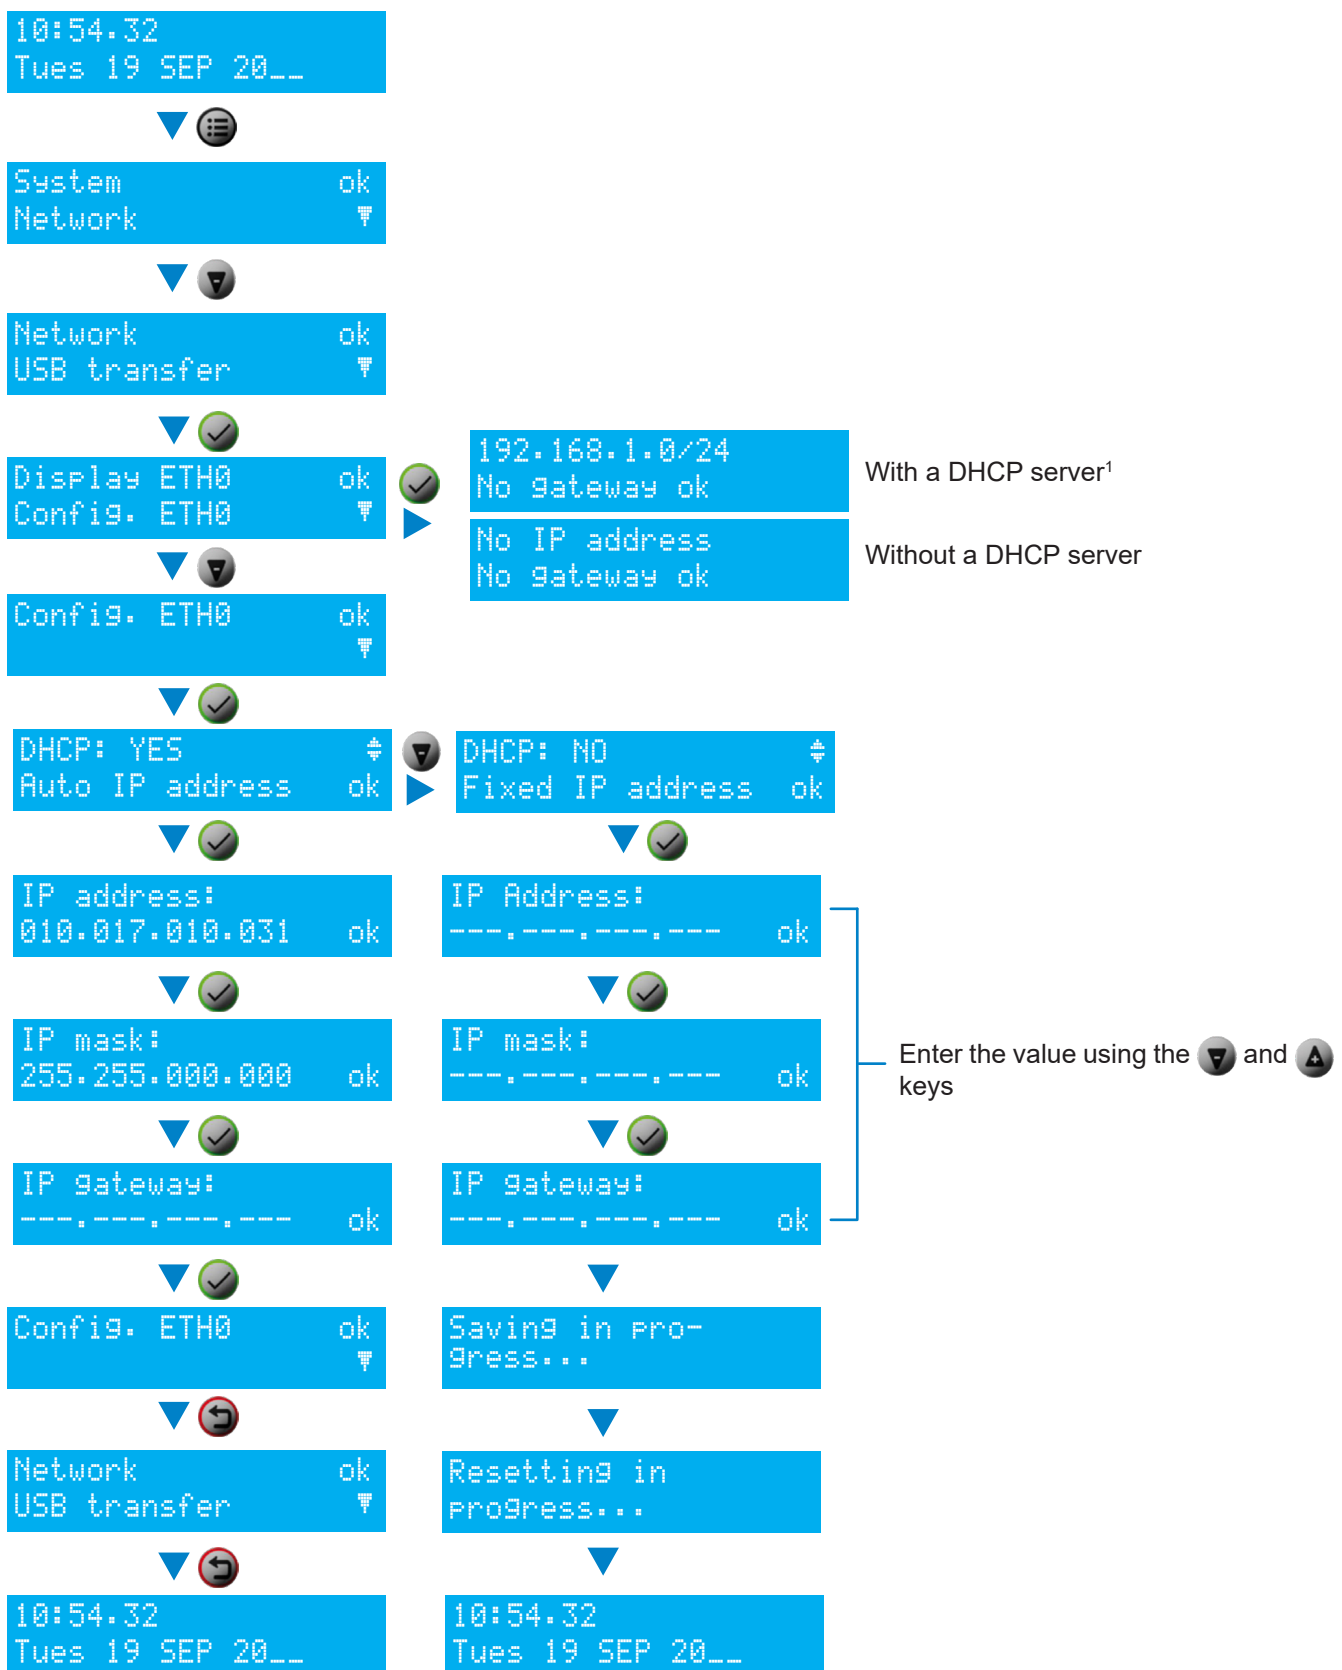 10:54.32
Tues 19 SEP 20__
System ok
Network
Network ok
USB transfer
Display ETH0 ok
Config. ETH0
192.168.1.0/24
No gateway ok
With a DHCP server¹
No IP address
No gateway ok
Without a DHCP server
Config. ETH0 ok
DHCP: YES
Auto IP address ok
DHCP: NO
Fixed IP address ok
IP address:
010.017.010.031 ok
IP mask:
255.255.000.000 ok
IP gateway:
---.---.---.--- ok
IP Address:
---.---.---.--- ok
IP mask:
---.---.---.--- ok
IP gateway:
---.---.---.--- ok
Enter the value using the and
keys
Config. ETH0 ok
Network ok
USB transfer
10:54.32
Tues 19 SEP 20__
Saving in pro-
gress...
Resetting in
progress...
10:54.32
Tues 19 SEP 20__